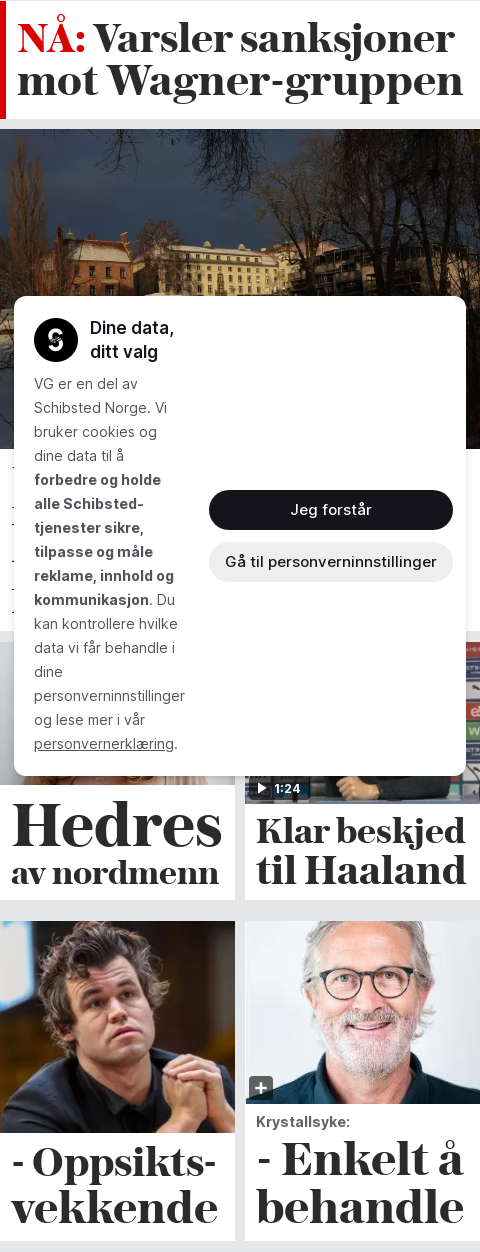 NÅ: Varsler sanksjoner
mot Wagner-gruppen
Dine data,
ditt valg
VG er en del av
Schibsted Norge. Vi
bruker cookies og
dine data til å
forbedre og holde
alle Schibsted-
tjenester sikre,
tilpasse og måle
reklame, innhold og
kommunikasjon. Du
kan kontrollere hvilke
data vi får behandle i
dine
personverninnstillinger
og lese mer i vår
personvernerklæring.
Jeg forstår
Gå til personverninnstillinger
1:24
Hedres
av nordmenn
Klar beskjed
til Haaland
- Oppsikts-
vekkende
Krystallsyke:
- Enkelt å
behandle